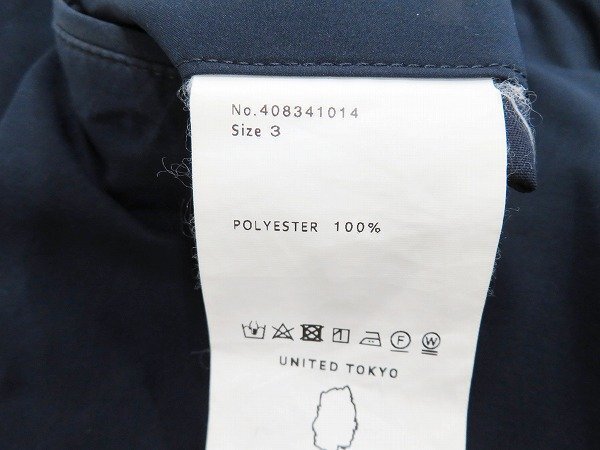 No.408341014
Size 3
POLYESTER 100%
F W
UNITED TOKYO